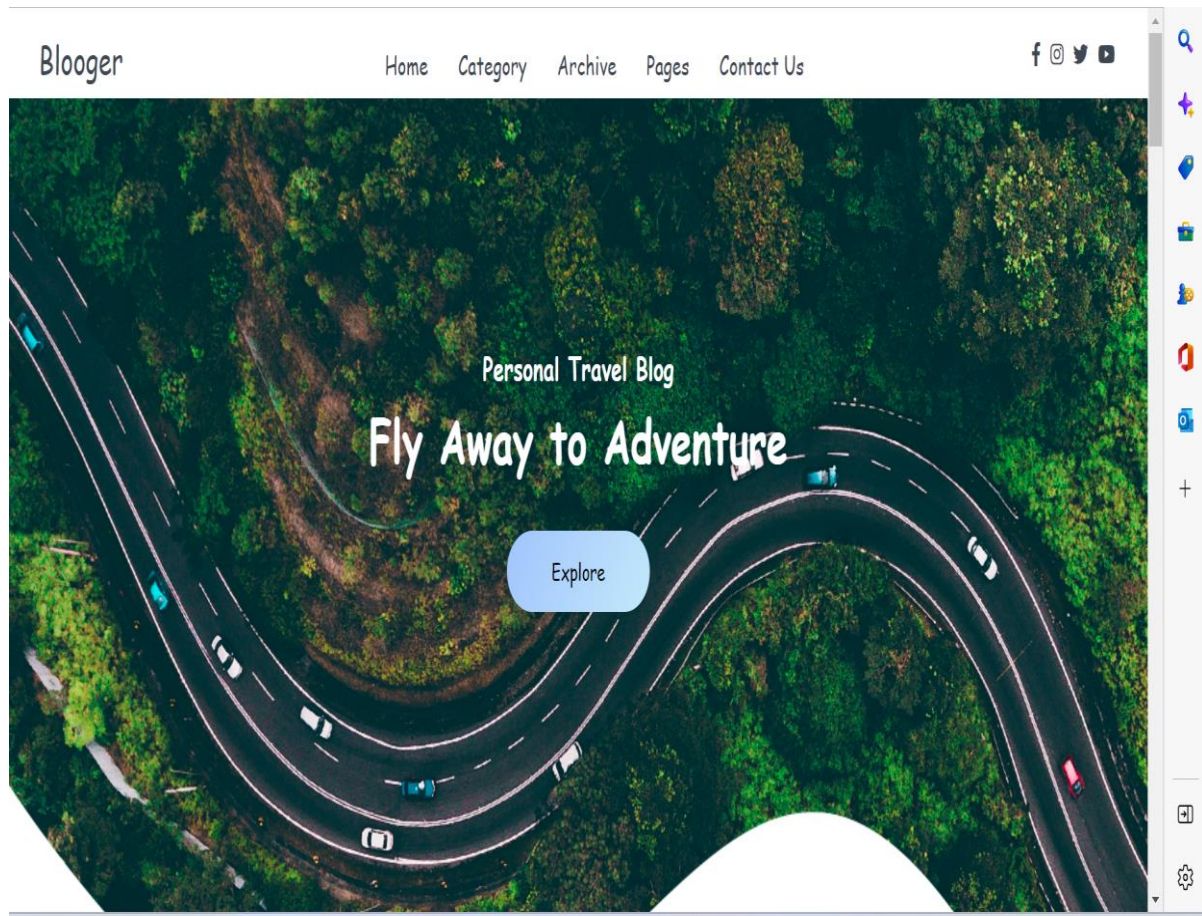 Blooger
Home Category Archive Pages Contact Us
Personal Travel Blog
Fly Away to Adventure
Explore